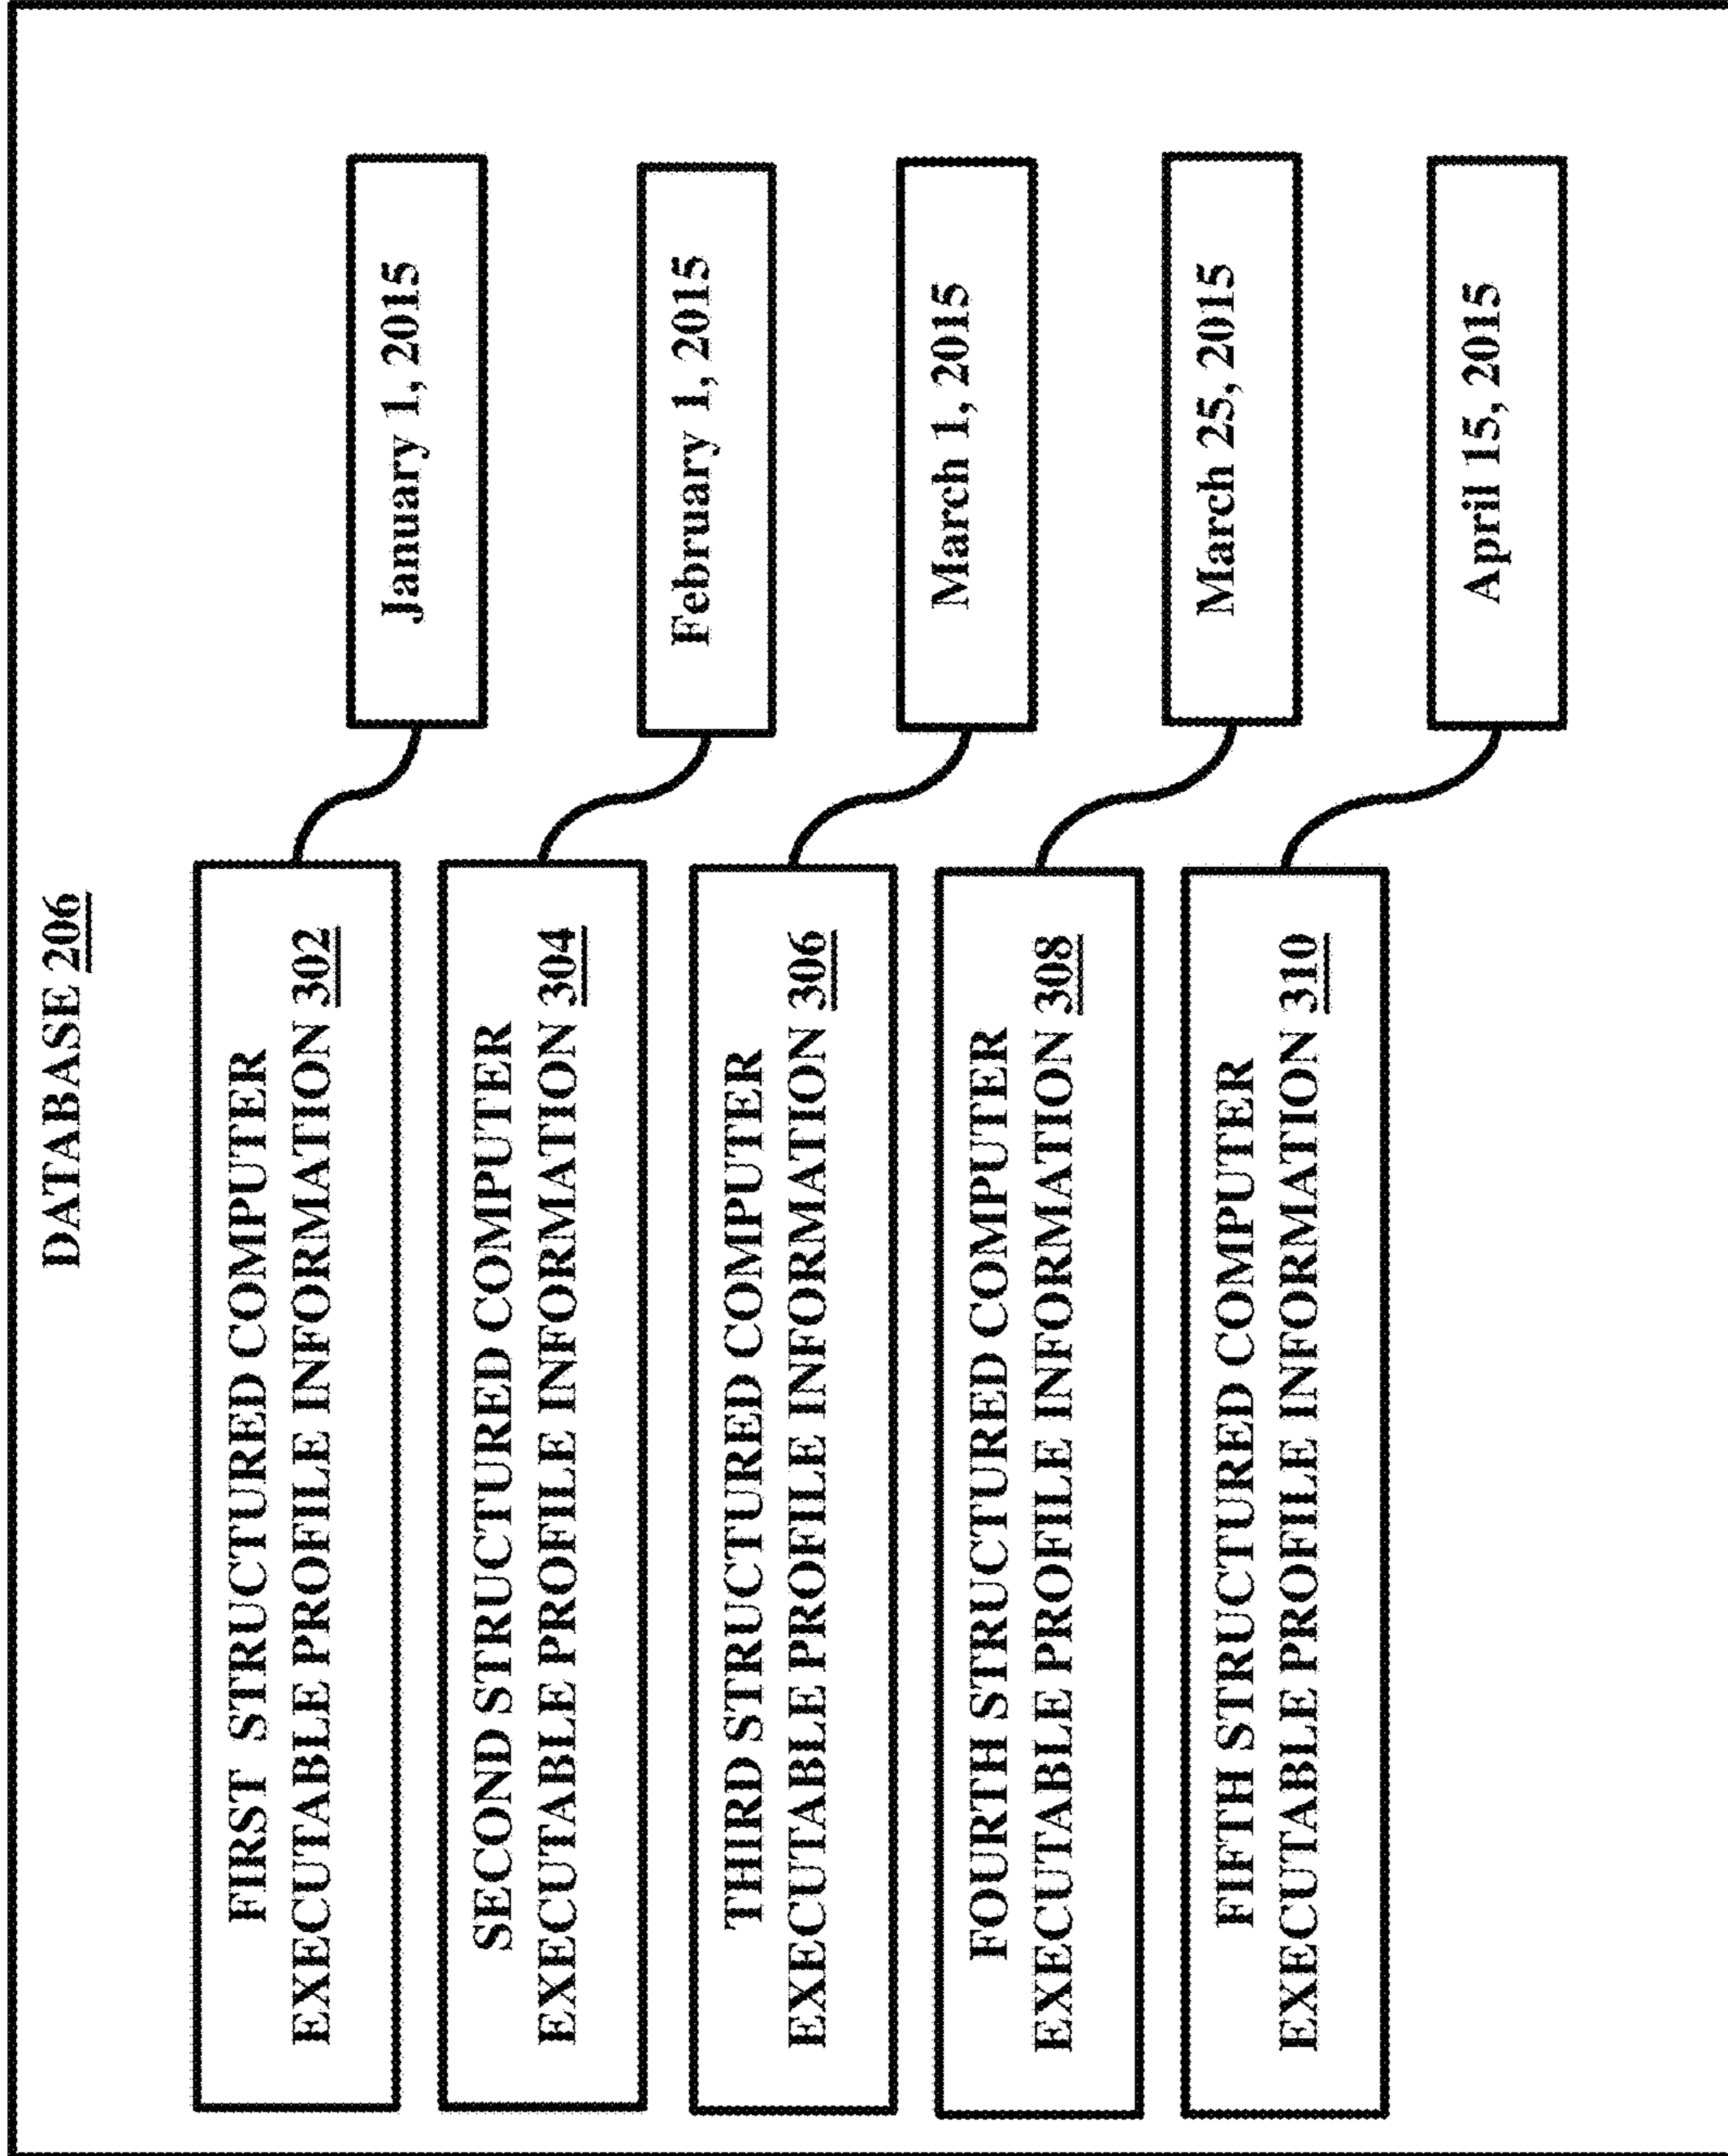 DATABASE 206
FIRST STRUCTURED COMPUTER
EXECUTABLE PROFILE INFORMATION 302
January 1, 2015
SECOND STRUCTURED COMPUTER
EXECUTABLE PROFILE INFORMATION 304
February 1, 2015
THIRD STRUCTURED COMPUTER
EXECUTABLE PROFILE INFORMATION 306
March 1, 2015
FOURTH STRUCTURED COMPUTER
EXECUTABLE PROFILE INFORMATION 308
March 25, 2015
FIFTH STRUCTURED COMPUTER
EXECUTABLE PROFILE INFORMATION 310
April 15, 2015